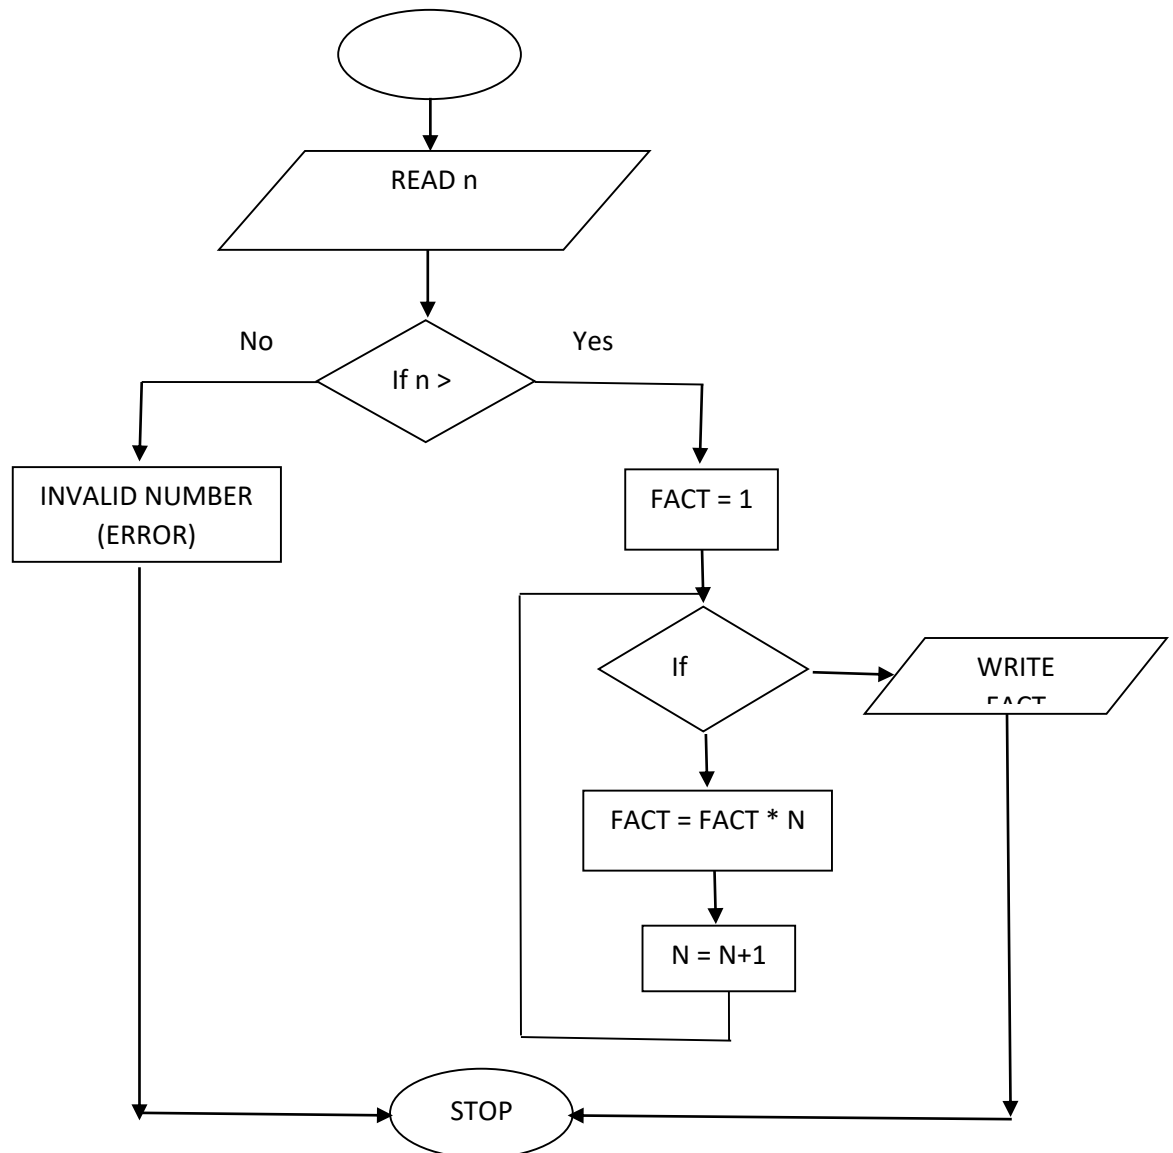 READ n
No
Yes
If n >
INVALID NUMBER
(ERROR)
FACT = 1
If
WRITE
FACT = FACT * N
N = N+1
STOP